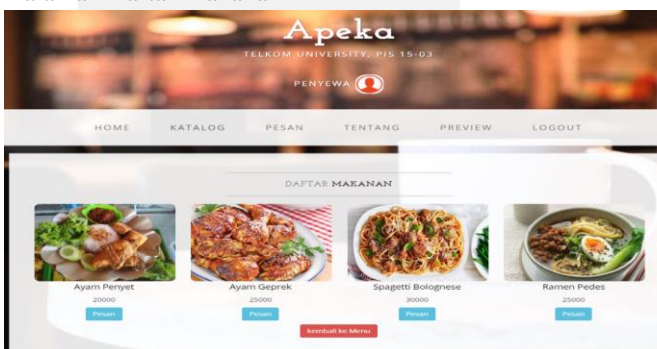 Apeka
TELKOM UNIVERSITY, PIS 15-03
PENYEWA
HOME KATALOG PESAN TENTANG PREVIEW LOGOUT
DAFTAR MAKANAN
Ayam Penyet Ayam Geprek Spagetti Bolognese Ramen Pedes
20000 25000 30000 25000
Pesan Pesan Pesan Pesan
kembali ke Menu